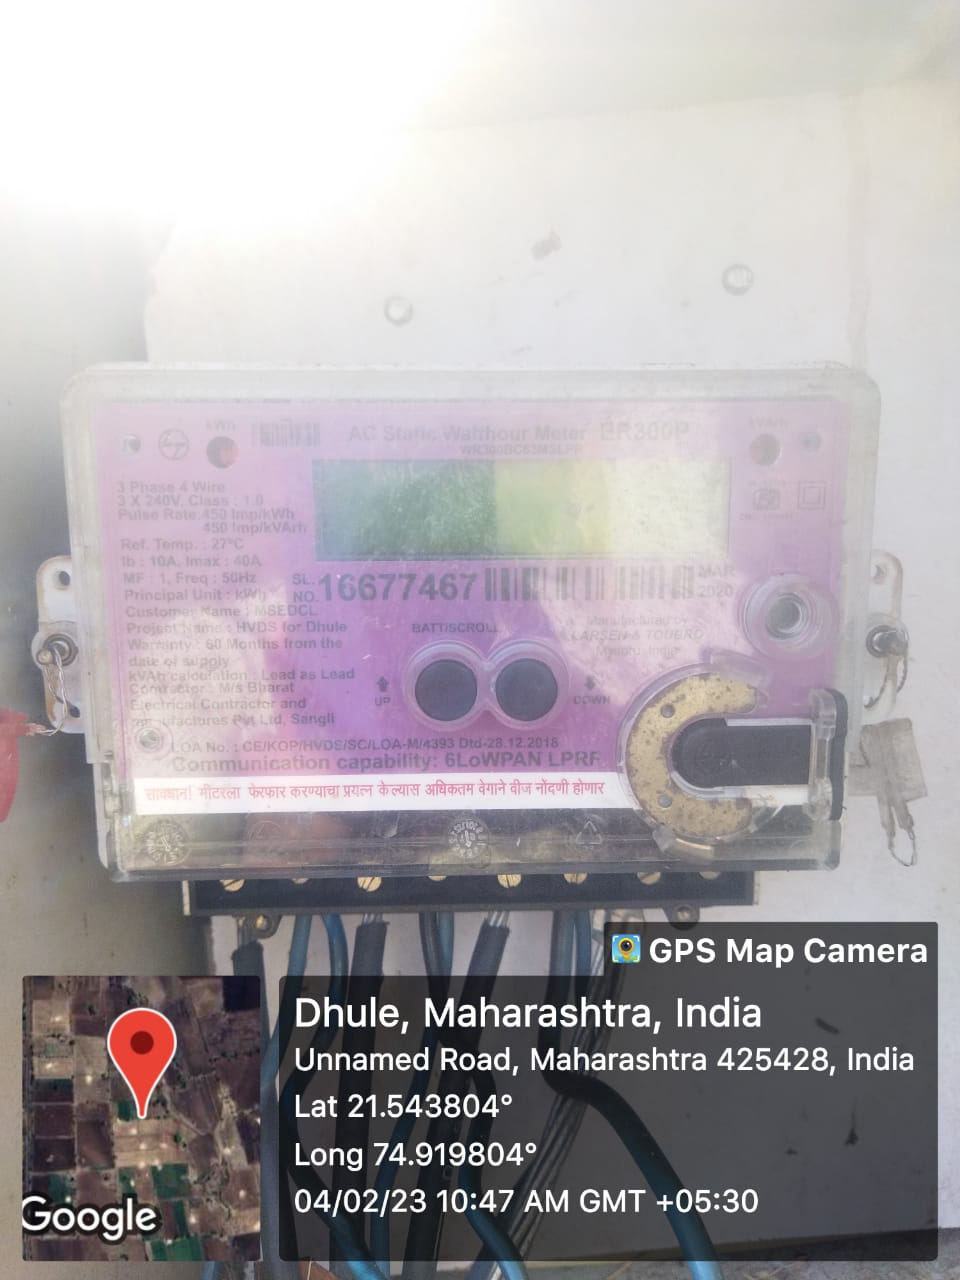 kWh
AC Static Watthour Meter ER300P
kVArh
WR300BC63MSLPR
3 Phase 4 Wire
3 X 240V, Class : 1.0
Pulse Rate:450 Imp/kWh
450 Imp/kVArh
Ref. Temp. : 27°C
Ib : 10A, Imax : 40A
MF : 1, Freq : 50Hz
Principal Unit : kWh
Customer Name : MSEDCL
Project Name : HVDS for Dhule
Warranty : 60 Months from the
date of supply
kVAh calculation : Lead as Lead
Contractor : M/s Bharat
Electrical Contractor and
manufactures Pvt Ltd, Sangli
SL.
NO. 16677467
MAR
2020
BATT/SCROLL
UP
DOWN
Manufactured by
LARSEN & TOUBRO
Mysuru, India
LOA No. : CE/KOP/HVDS/SC/LOA-M/4393 Dtd-28.12.2018
Communication capability: 6LoWPAN LPRF
सावधान! मीटरला फेरफार करण्याचा प्रयत्न केल्यास अधिकतम वेगाने वीज नोंदणी होणार
GPS Map Camera
Dhule, Maharashtra, India
Unnamed Road, Maharashtra 425428, India
Lat 21.543804°
Long 74.919804°
04/02/23 10:47 AM GMT +05:30
Google